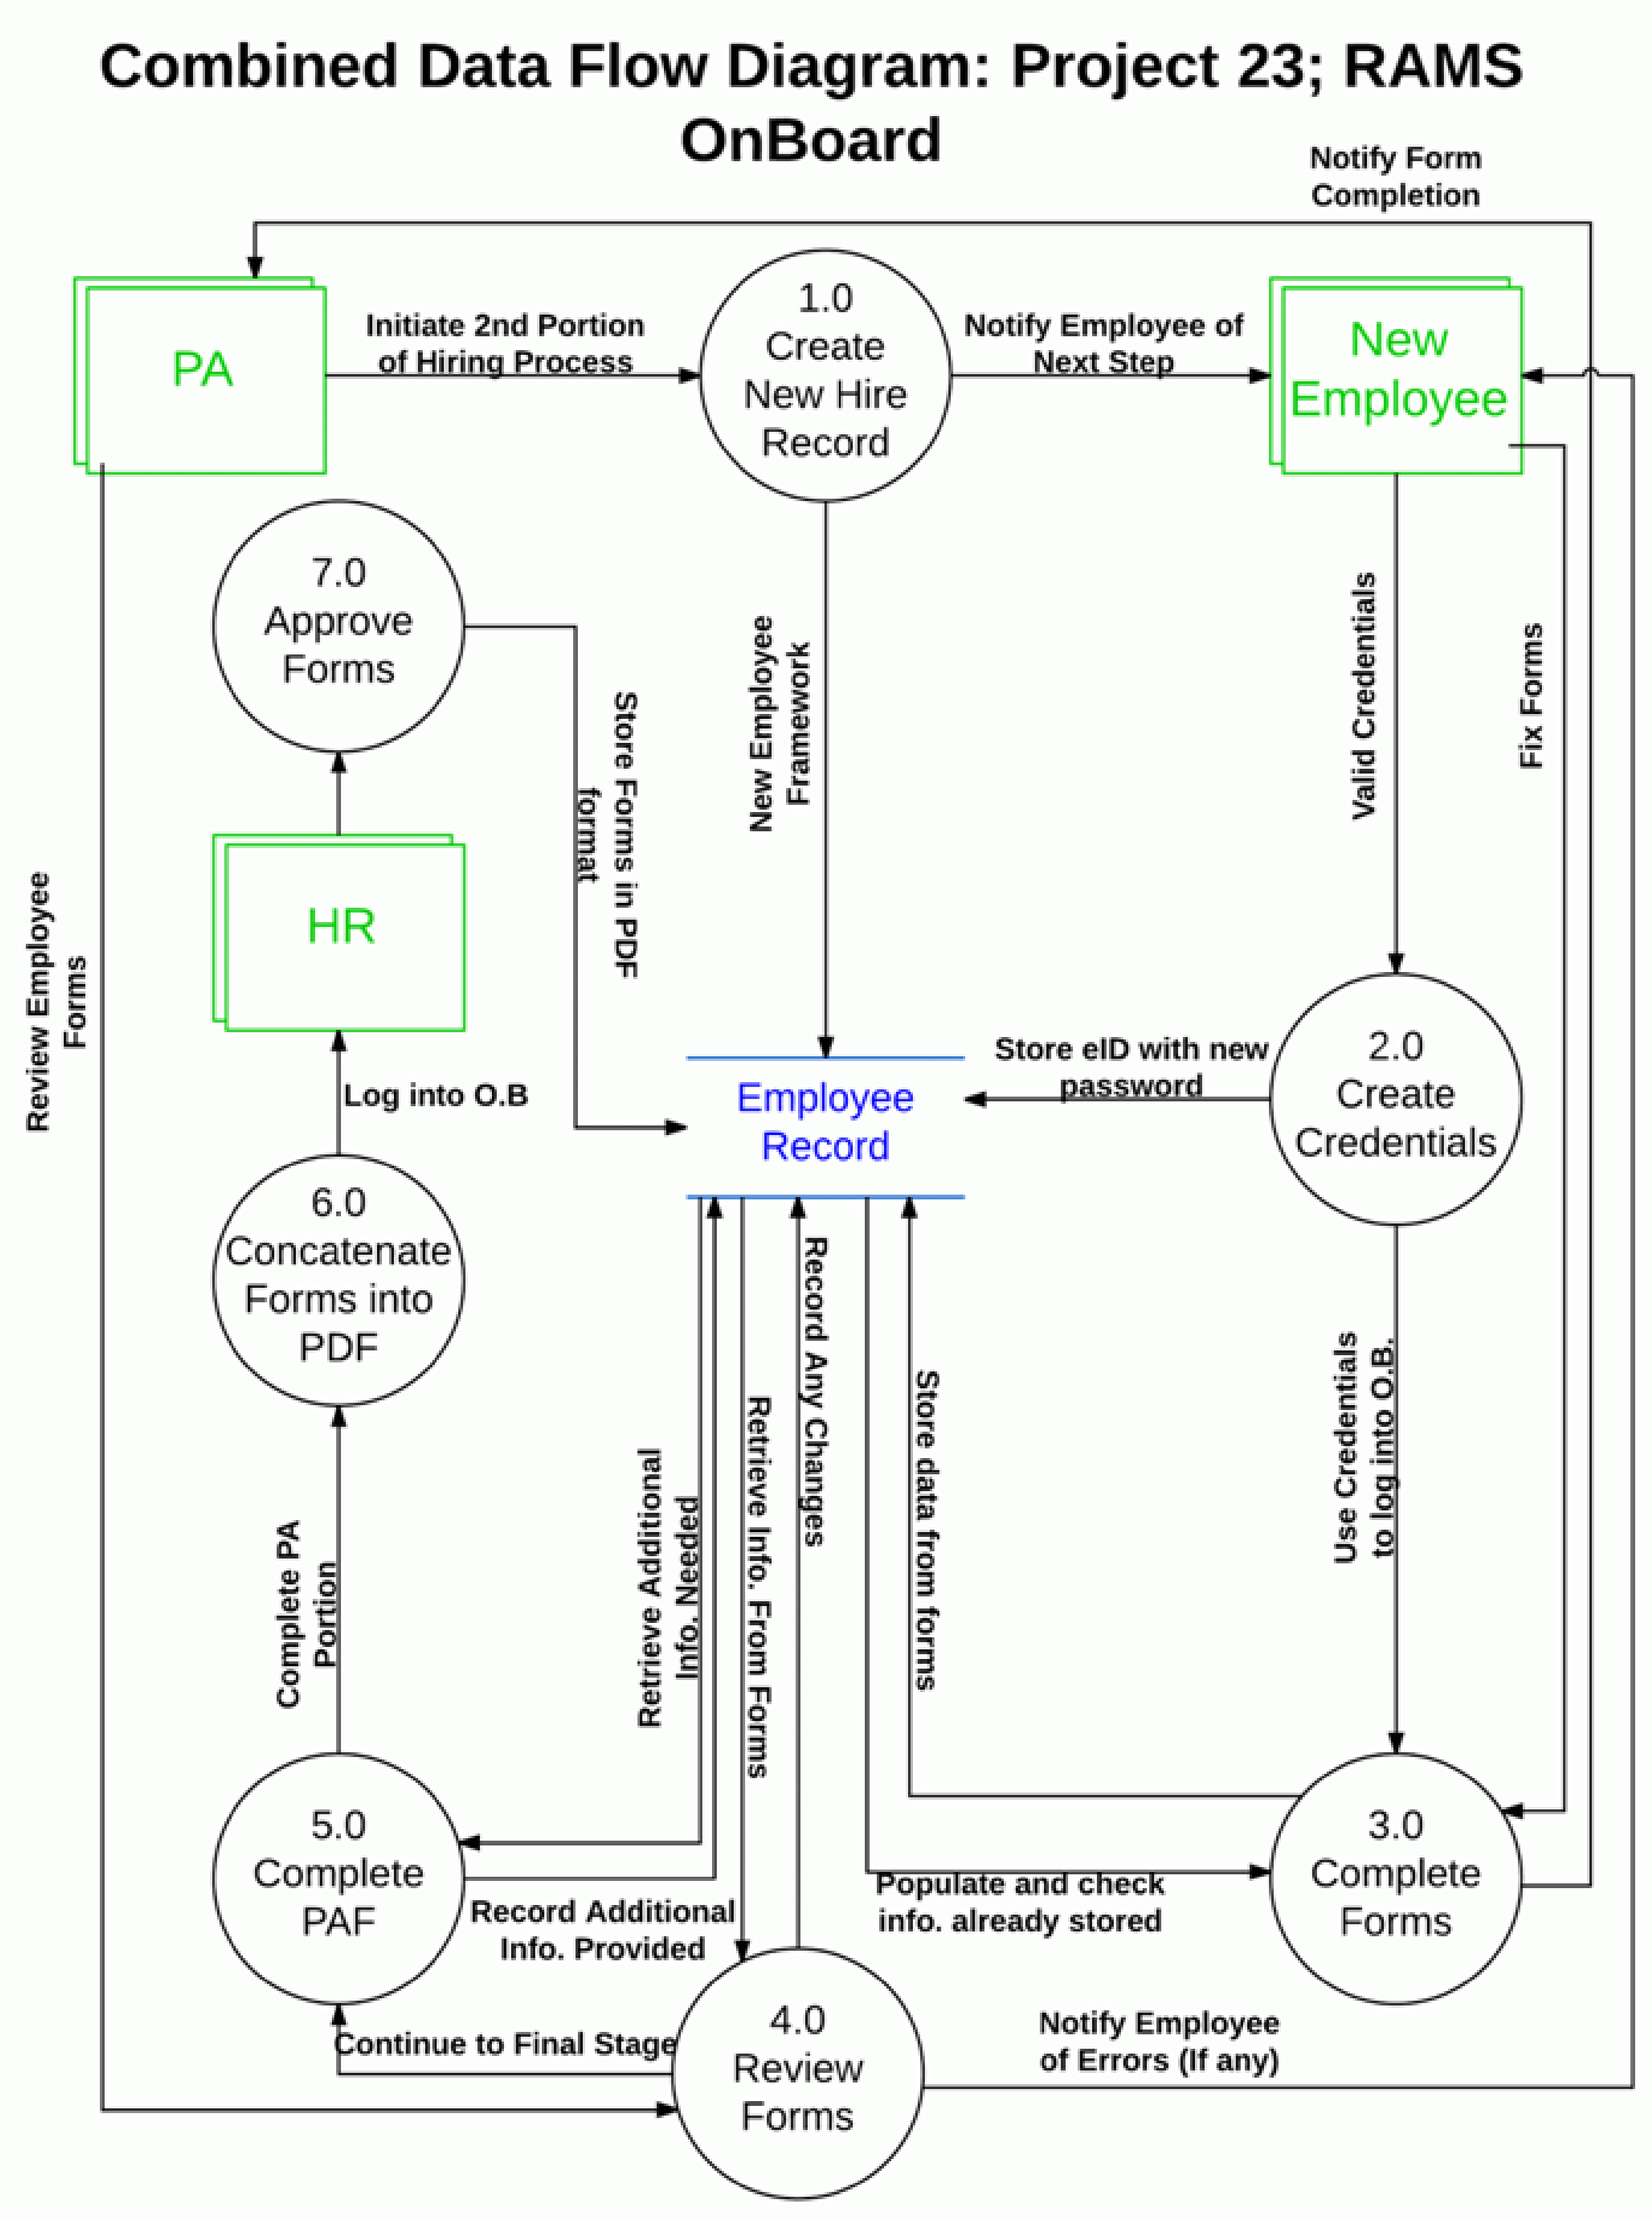 Combined Data Flow Diagram: Project 23; RAMS
OnBoard
Notify Form
Completion
PA
Initiate 2nd Portion
of Hiring Process
1.0
Create
New Hire
Record
Notify Employee of
Next Step
New
Employee
7.0
Approve
Forms
Store Forms in PDF
format
New Employee
Framework
Valid Credentials
Fix Forms
Review Employee
Forms
HR
Log into O.B
Employee
Record
Store eID with new
password
2.0
Create
Credentials
6.0
Concatenate
Forms into
PDF
Complete PA
Portion
Retrieve Additional
Info. Needed
Retrieve Info. From Forms
Record Any Changes
Store data from forms
Use Credentials
to log into O.B.
5.0
Complete
PAF
Record Additional
Info. Provided
Populate and check
info. already stored
3.0
Complete
Forms
Continue to Final Stage
4.0
Review
Forms
Notify Employee
of Errors (If any)